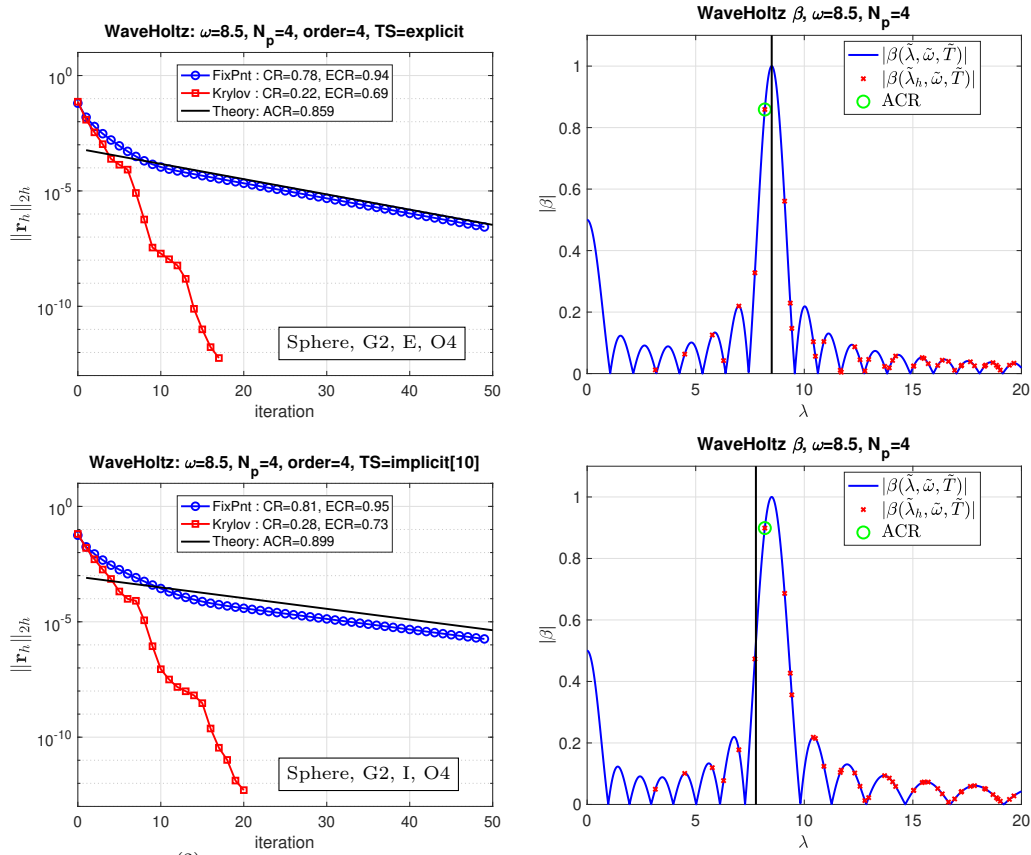 WaveHoltz: ω=8.5, Np=4, order=4, TS=explicit
FixPnt : CR=0.78, ECR=0.94
Krylov : CR=0.22, ECR=0.69
Theory: ACR=0.859
10^0
10^-5
10^-10
||r_h||_2h
Sphere, G2, E, O4
0 10 20 30 40 50
iteration
WaveHoltz β, ω=8.5, Np=4
|β(λ̃, ω̃, T̃)|
|β(λ̃_h, ω̃, T̃)|
ACR
1
0.8
0.6
0.4
0.2
0
|β|
0 5 10 15 20
λ
WaveHoltz: ω=8.5, Np=4, order=4, TS=implicit[10]
FixPnt : CR=0.81, ECR=0.95
Krylov : CR=0.28, ECR=0.73
Theory: ACR=0.899
10^0
10^-5
10^-10
||r_h||_2h
Sphere, G2, I, O4
0 10 20 30 40 50
iteration
WaveHoltz β, ω=8.5, Np=4
|β(λ̃, ω̃, T̃)|
|β(λ̃_h, ω̃, T̃)|
ACR
1
0.8
0.6
0.4
0.2
0
|β|
0 5 10 15 20
λ